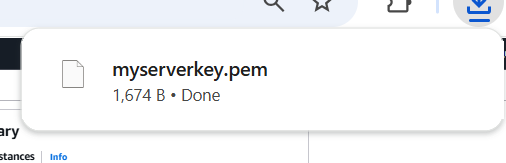 myserverkey.pem
1,674 B • Done
ary
stances | Info